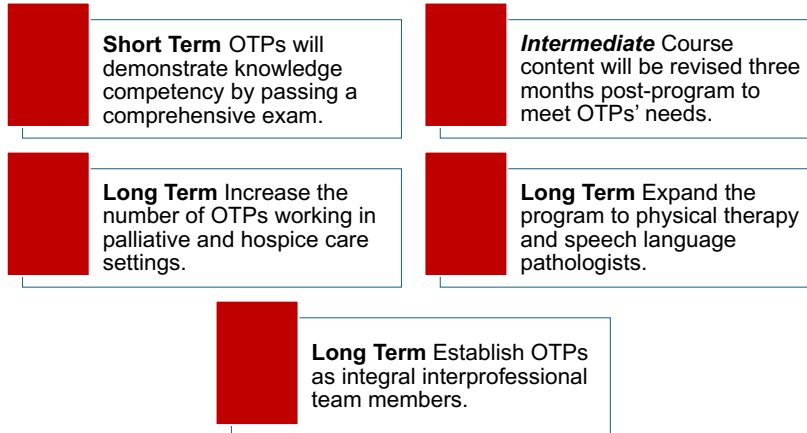 Short Term OTPs will
demonstrate knowledge
competency by passing a
comprehensive exam.
Intermediate Course
content will be revised three
months post-program to
meet OTPs' needs.
Long Term Increase the
number of OTPs working in
palliative and hospice care
settings.
Long Term Expand the
program to physical therapy
and speech language
pathologists.
Long Term Establish OTPs
as integral interprofessional
team members.